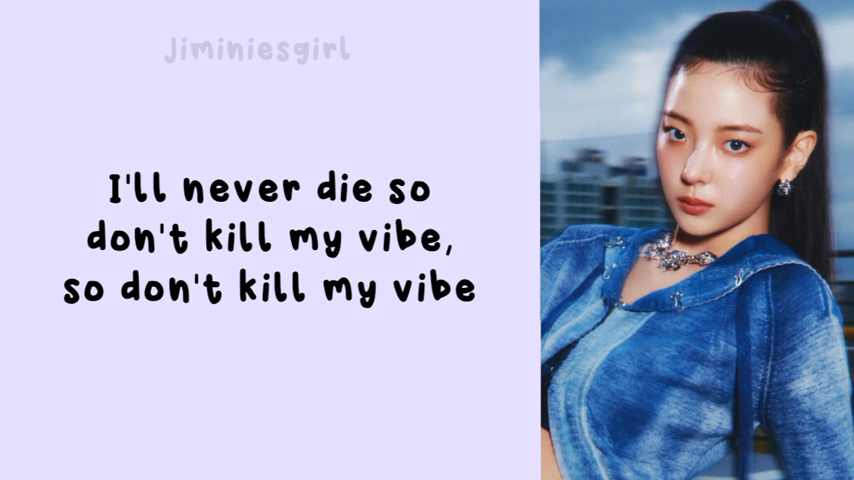 Jiminiesgirl
I'll never die so
don't kill my vibe,
so don't kill my vibe